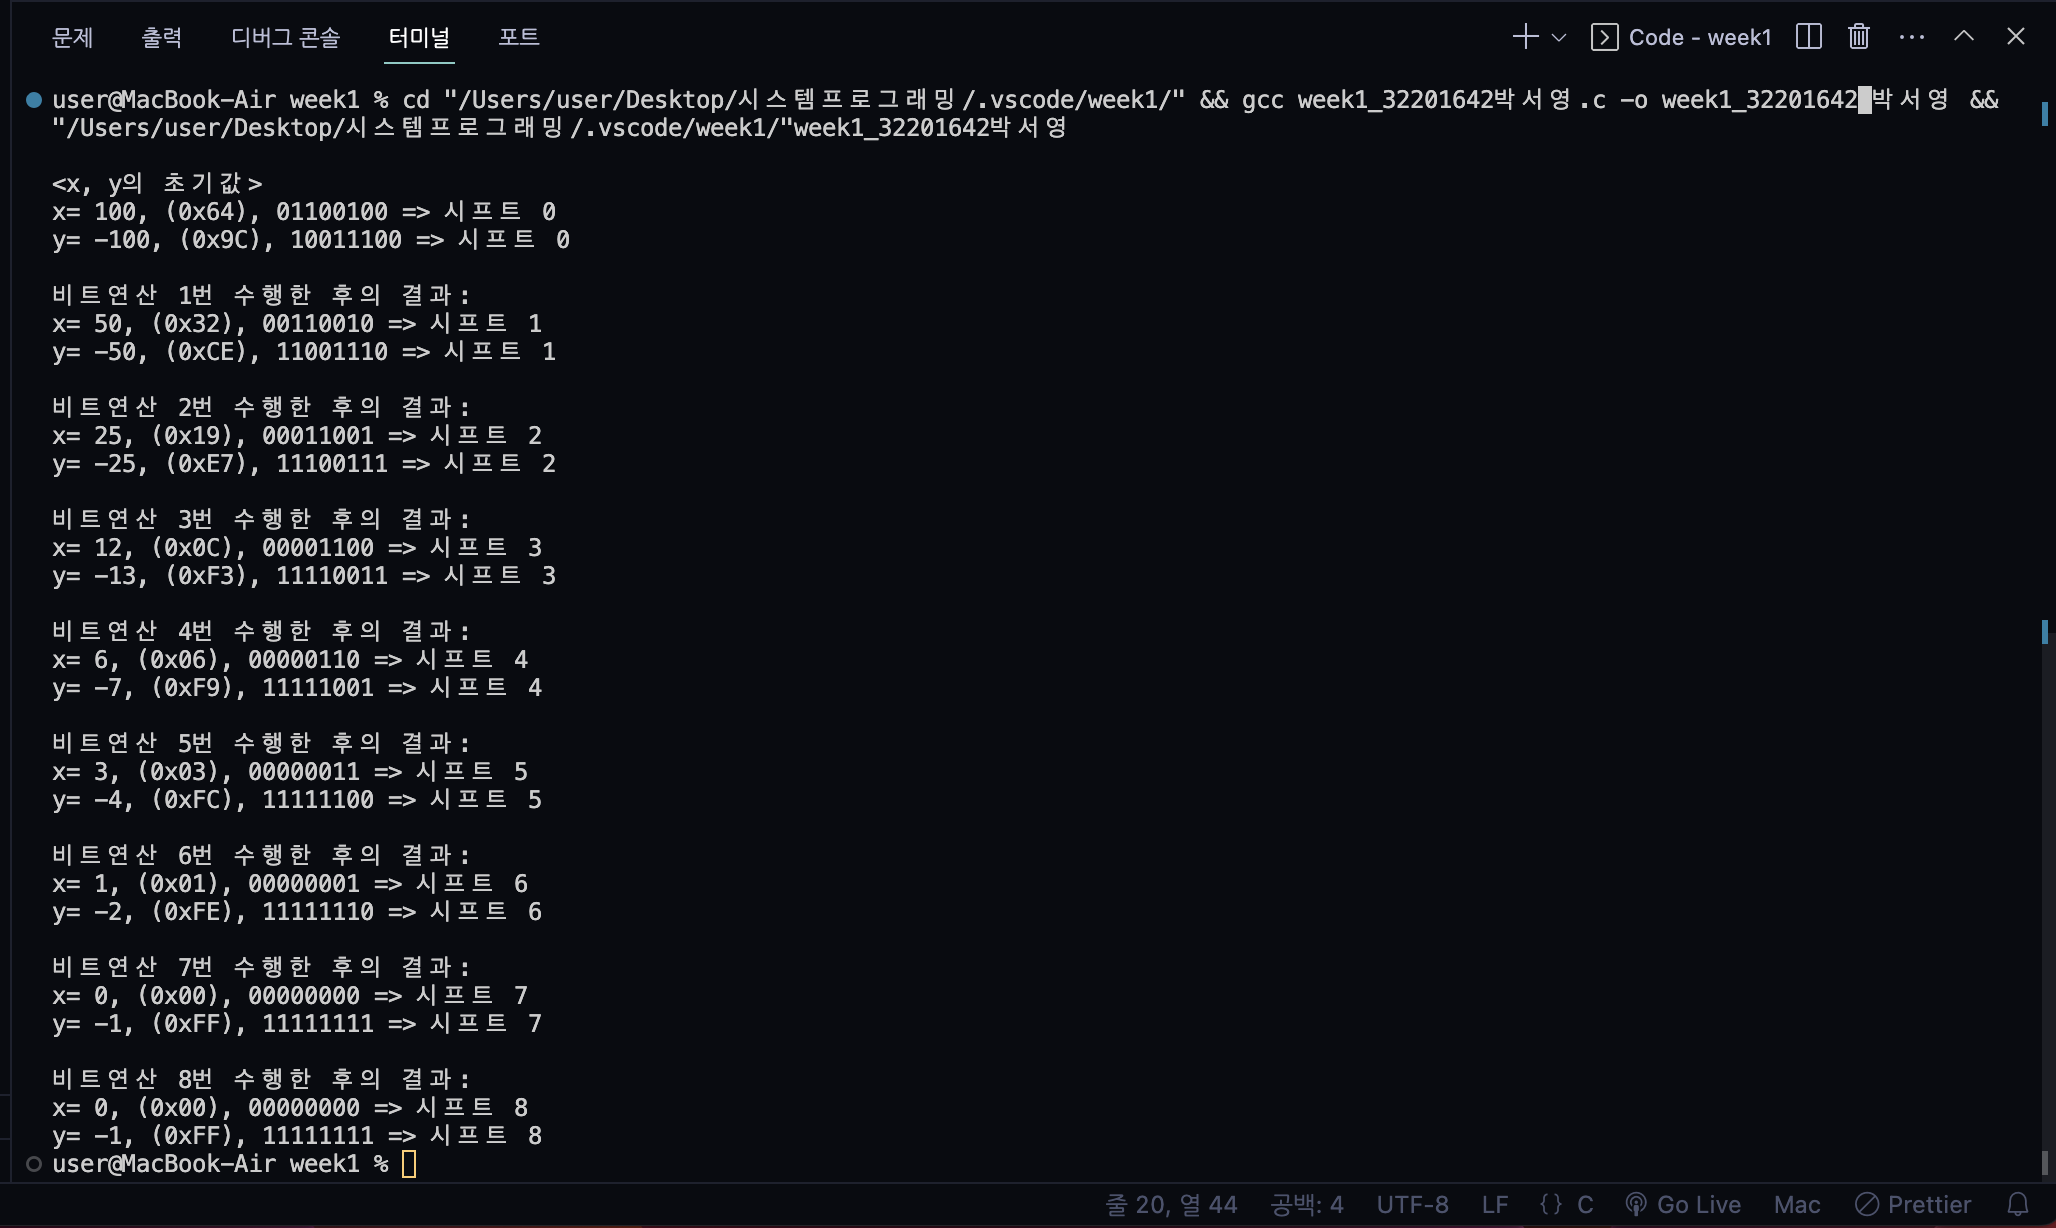 문제 출력 디버그 콘솔 터미널 포트 Code - week1
user@MacBook-Air week1 % cd "/Users/user/Desktop/시스템프로그래밍/.vscode/week1/" && gcc week1_32201642박서영.c -o week1_32201642박서영 &&
"/Users/user/Desktop/시스템프로그래밍/.vscode/week1/"week1_32201642박서영
<x, y의 초기값>
x= 100, (0x64), 01100100 => 시프트 0
y= -100, (0x9C), 10011100 => 시프트 0
비트연산 1번 수행한 후의 결과:
x= 50, (0x32), 00110010 => 시프트 1
y= -50, (0xCE), 11001110 => 시프트 1
비트연산 2번 수행한 후의 결과:
x= 25, (0x19), 00011001 => 시프트 2
y= -25, (0xE7), 11100111 => 시프트 2
비트연산 3번 수행한 후의 결과:
x= 12, (0x0C), 00001100 => 시프트 3
y= -13, (0xF3), 11110011 => 시프트 3
비트연산 4번 수행한 후의 결과:
x= 6, (0x06), 00000110 => 시프트 4
y= -7, (0xF9), 11111001 => 시프트 4
비트연산 5번 수행한 후의 결과:
x= 3, (0x03), 00000011 => 시프트 5
y= -4, (0xFC), 11111100 => 시프트 5
비트연산 6번 수행한 후의 결과:
x= 1, (0x01), 00000001 => 시프트 6
y= -2, (0xFE), 11111110 => 시프트 6
비트연산 7번 수행한 후의 결과:
x= 0, (0x00), 00000000 => 시프트 7
y= -1, (0xFF), 11111111 => 시프트 7
비트연산 8번 수행한 후의 결과:
x= 0, (0x00), 00000000 => 시프트 8
y= -1, (0xFF), 11111111 => 시프트 8
user@MacBook-Air week1 %
줄 20, 열 44 공백: 4 UTF-8 LF {} C Go Live Mac Prettier